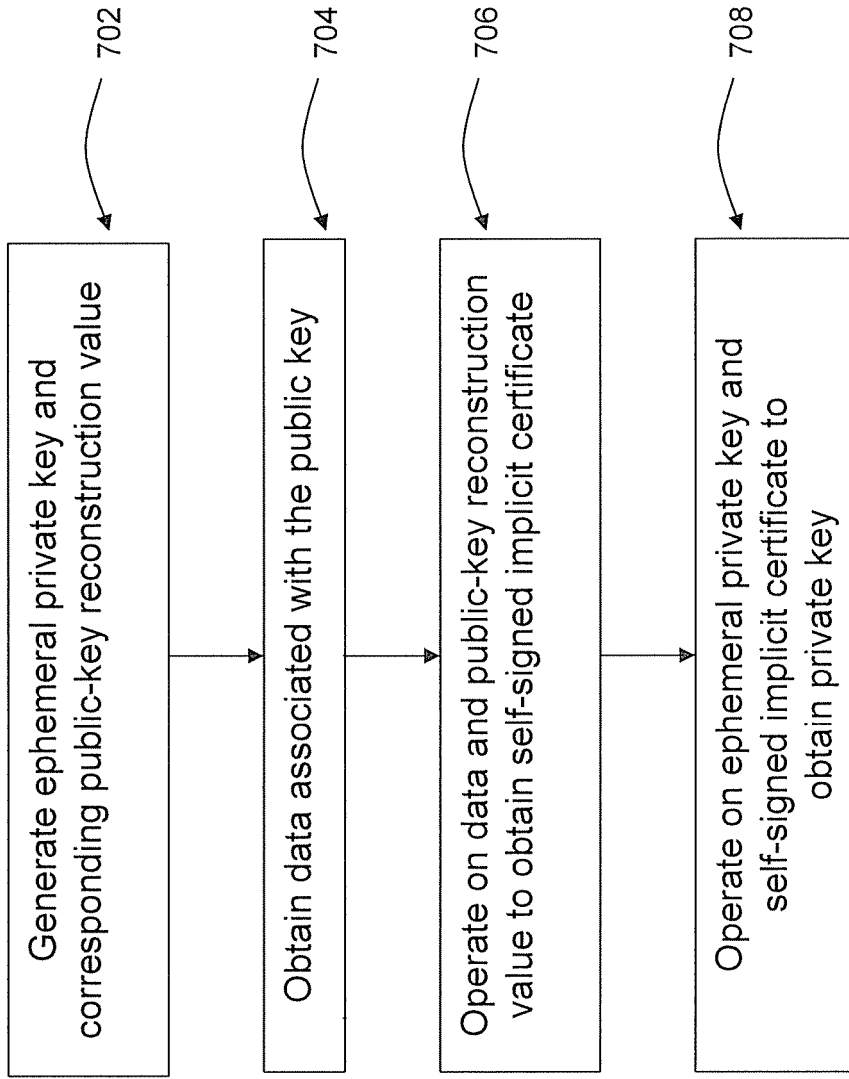 Generate ephemeral private key and
corresponding public-key reconstruction value
702
Obtain data associated with the public key
704
Operate on data and public-key reconstruction
value to obtain self-signed implicit certificate
706
Operate on ephemeral private key and
self-signed implicit certificate to
obtain private key
708